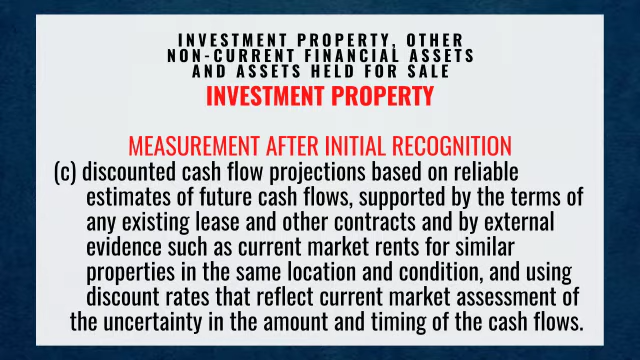 INVESTMENT PROPERTY, OTHER
NON-CURRENT FINANCIAL ASSETS
AND ASSETS HELD FOR SALE
INVESTMENT PROPERTY
MEASUREMENT AFTER INITIAL RECOGNITION
(c) discounted cash flow projections based on reliable
estimates of future cash flows, supported by the terms of
any existing lease and other contracts and by external
evidence such as current market rents for similar
properties in the same location and condition, and using
discount rates that reflect current market assessment of
the uncertainty in the amount and timing of the cash flows.